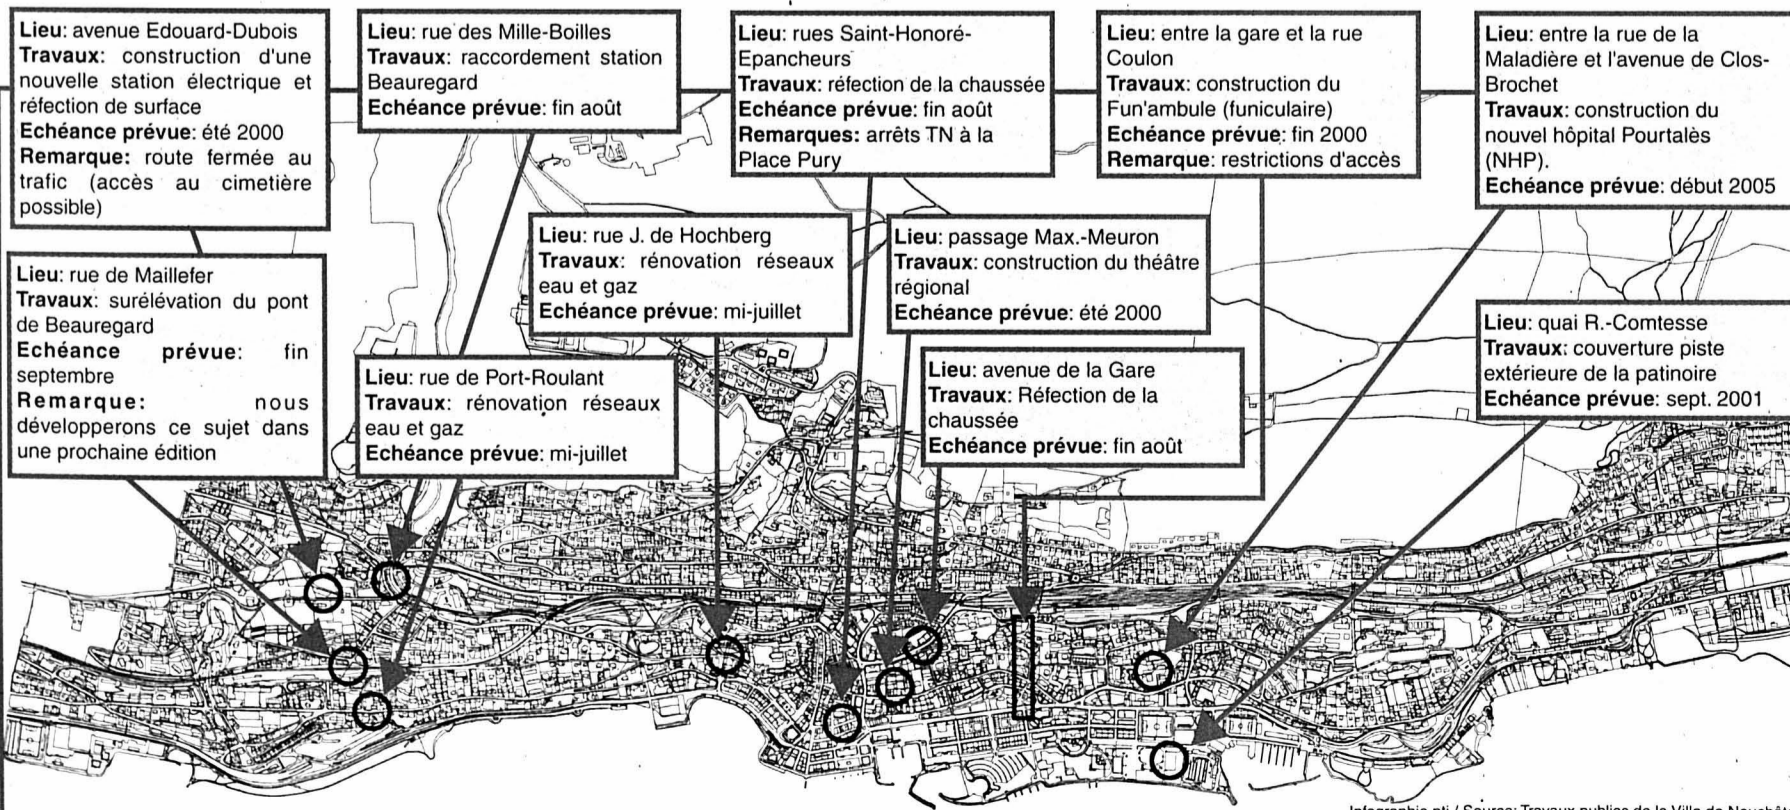 Lieu: avenue Edouard-Dubois
Travaux: construction d'une
nouvelle station électrique et
réfection de surface
Echéance prévue: été 2000
Remarque: route fermée au
trafic (accès au cimetière
possible)
Lieu: rue des Mille-Boilles
Travaux: raccordement station
Beauregard
Echéance prévue: fin août
Lieu: rues Saint-Honoré-
Epancheurs
Travaux: réfection de la chaussée
Echéance prévue: fin août
Remarques: arrêts TN à la
Place Pury
Lieu: entre la gare et la rue
Coulon
Travaux: construction du
Fun'ambule (funiculaire)
Echéance prévue: fin 2000
Remarque: restrictions d'accès
Lieu: entre la rue de la
Maladière et l'avenue de Clos-
Brochet
Travaux: construction du
nouvel hôpital Pourtalès
(NHP).
Echéance prévue: début 2005
Lieu: rue de Maillefer
Travaux: surélévation du pont
de Beauregard
Echéance prévue: fin
septembre
Remarque: nous
développerons ce sujet dans
une prochaine édition
Lieu: rue J. de Hochberg
Travaux: rénovation réseaux
eau et gaz
Echéance prévue: mi-juillet
Lieu: passage Max.-Meuron
Travaux: construction du théâtre
régional
Echéance prévue: été 2000
Lieu: rue de Port-Roulant
Travaux: rénovation réseaux
eau et gaz
Echéance prévue: mi-juillet
Lieu: avenue de la Gare
Travaux: Réfection de la
chaussée
Echéance prévue: fin août
Lieu: quai R.-Comtesse
Travaux: couverture piste
extérieure de la patinoire
Echéance prévue: sept. 2001
Infographie pti / Source: Travaux publics de la Ville de